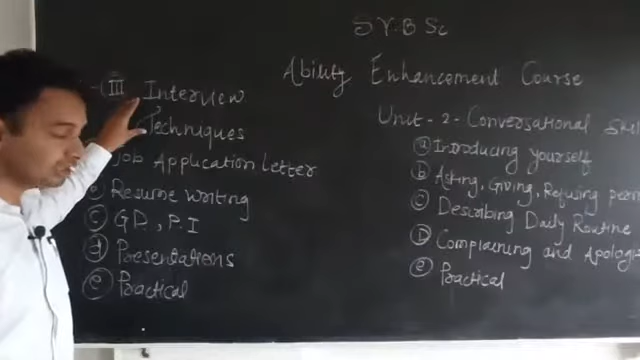 S Y. B Sc
Ability Enhancement Course
III Interview
Techniques
Job Application Letter
Resume Writing
c GD, P.I
d Presentations
e Practical
Unit - 2 - Conversational
a Introducing yourself
b Asking, Giving, Refusing
c Describing Daily Routine
D Complaining and
e Practical